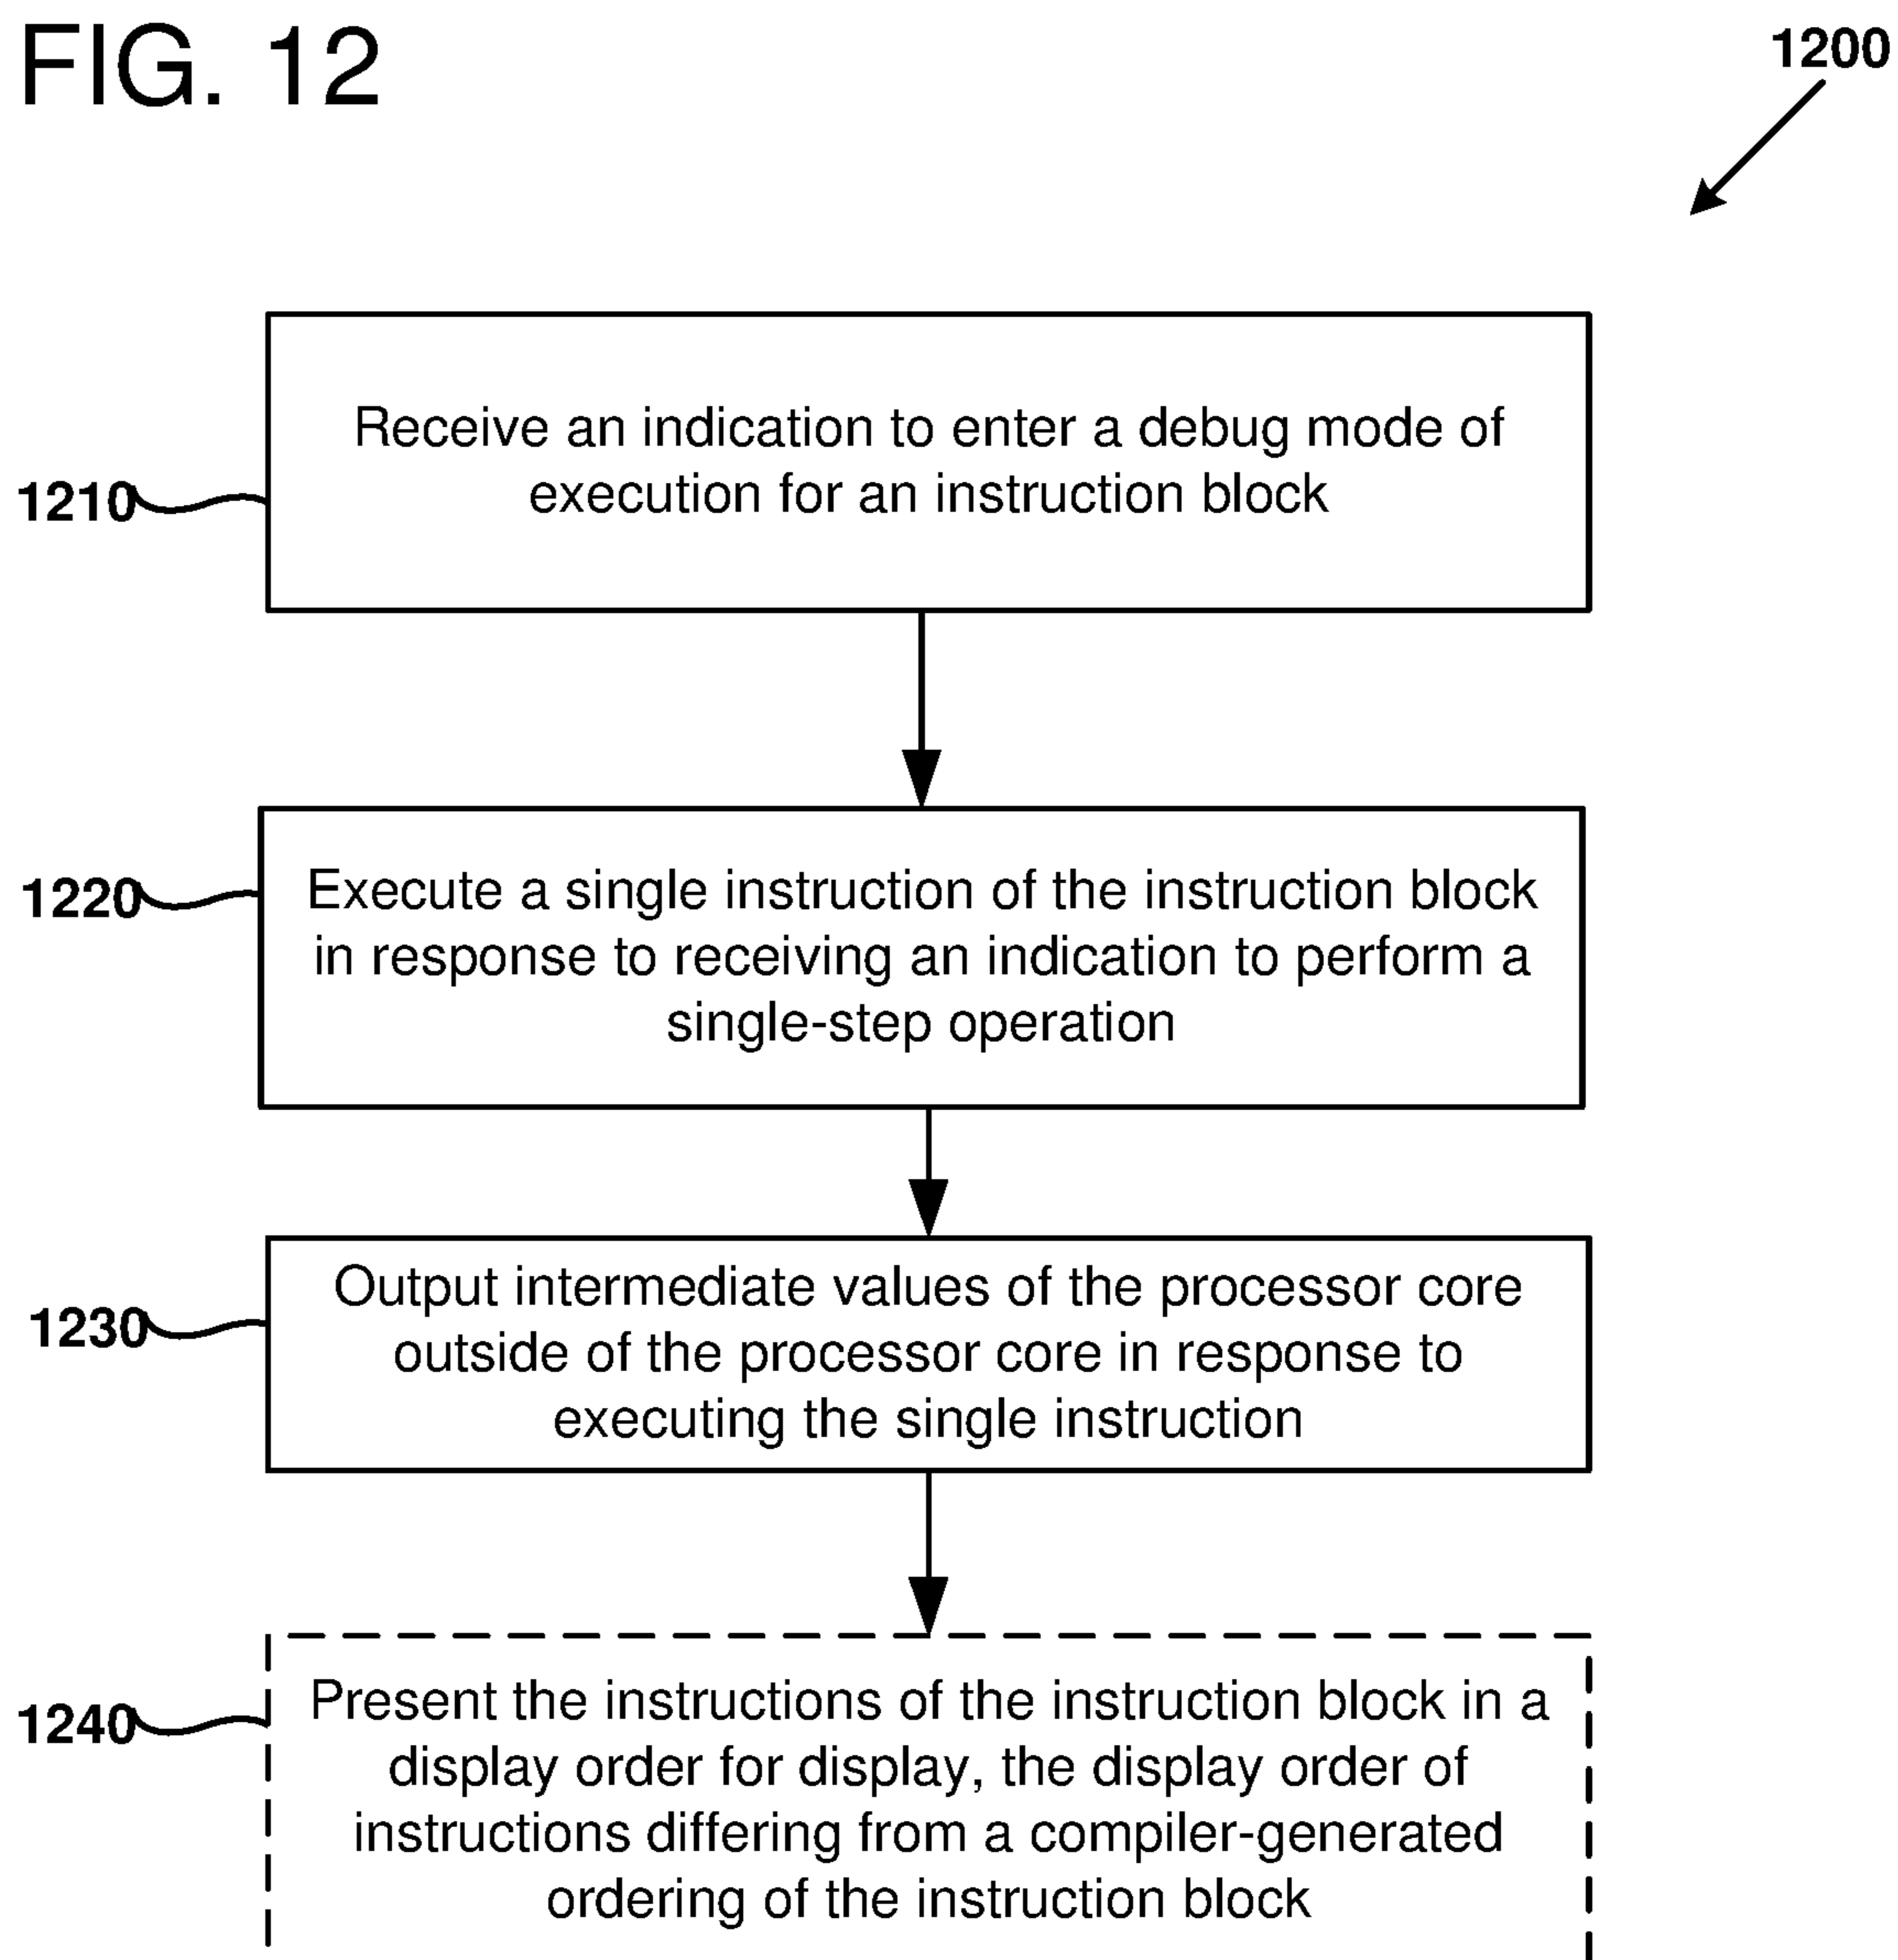 FIG. 12
1200
Receive an indication to enter a debug mode of
execution for an instruction block
1210
1220
Execute a single instruction of the instruction block
in response to receiving an indication to perform a
single-step operation
1230
Output intermediate values of the processor core
outside of the processor core in response to
executing the single instruction
1240
Present the instructions of the instruction block in a
display order for display, the display order of
instructions differing from a compiler-generated
ordering of the instruction block